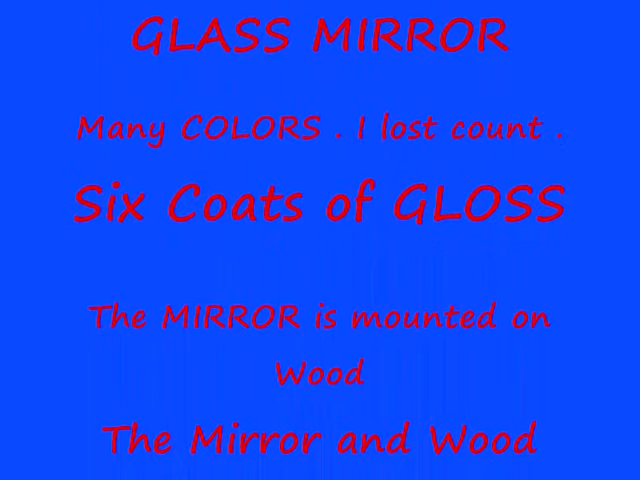 GLASS MIRROR
Many COLORS . I lost count .
Six Coats of GLOSS
The MIRROR is mounted on
Wood
The Mirror and Wood